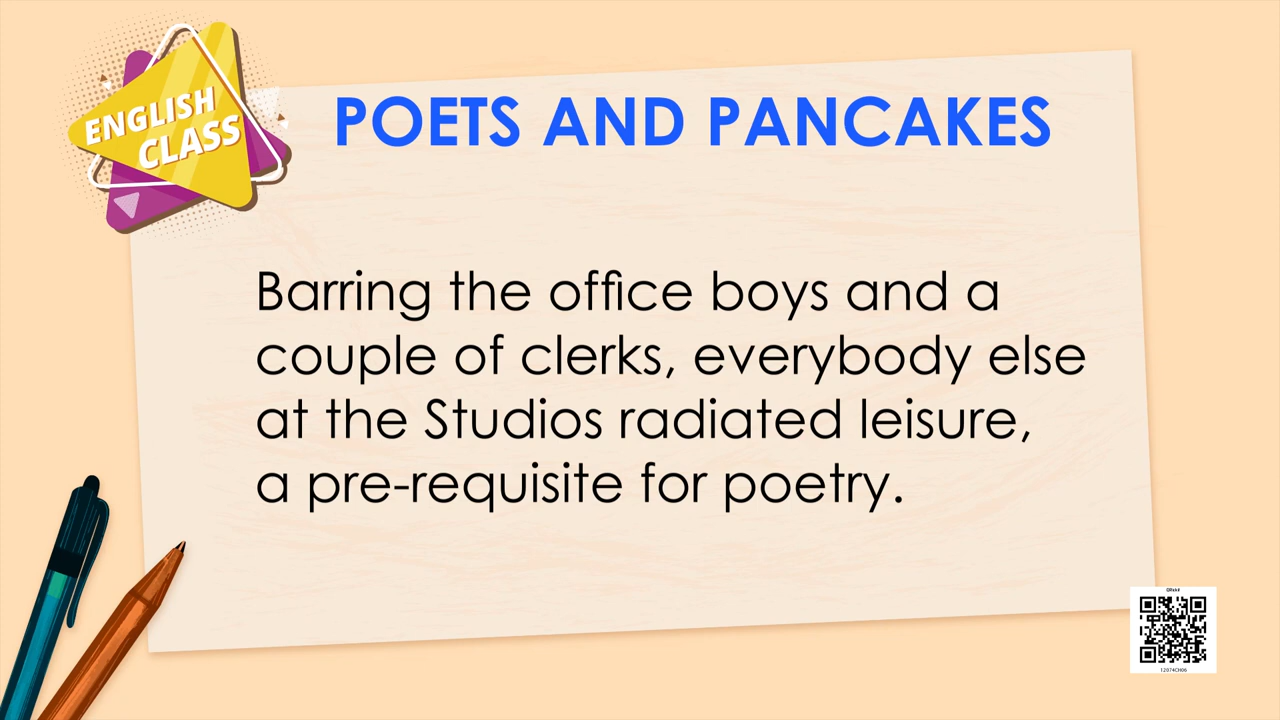 ENGLISH
CLASS
POETS AND PANCAKES
Barring the office boys and a
couple of clerks, everybody else
at the Studios radiated leisure,
a pre-requisite for poetry.
12074CH06